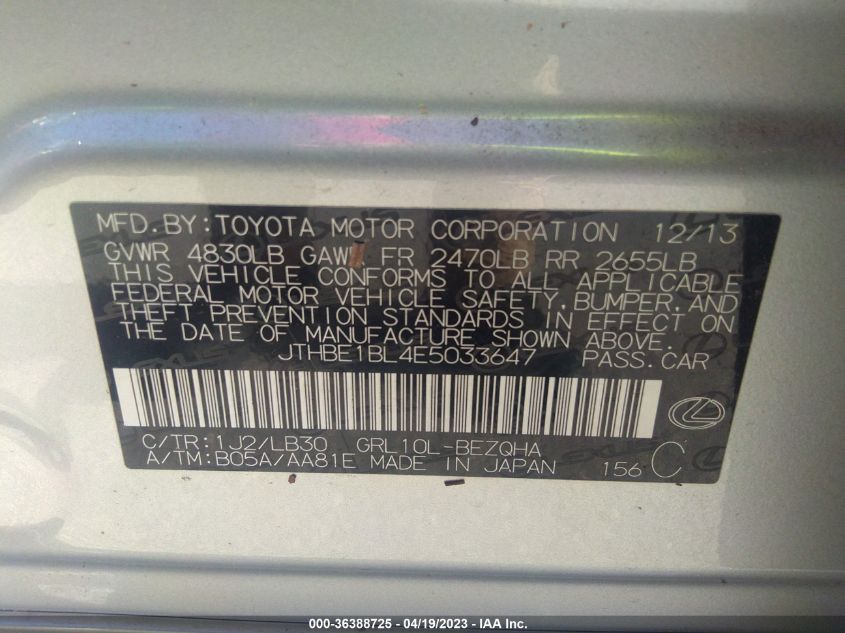 MFD. BY: TOYOTA MOTOR CORPORATION 12/13
GVWR 4830LB GAWR FR 2470LB RR 2655LB
THIS VEHICLE CONFORMS TO ALL APPLICABLE
FEDERAL MOTOR VEHICLE SAFETY, BUMPER, AND
THEFT PREVENTION STANDARDS IN EFFECT ON
THE DATE OF MANUFACTURE SHOWN ABOVE.
JTHBE1BL4E5033647 PASS. CAR
C/TR: 1J2/LB30 GRL10L-BEZQHA
A/TM: B05A/AA81E MADE IN JAPAN 156 C
000-36388725 - 04/19/2023 - IAA Inc.